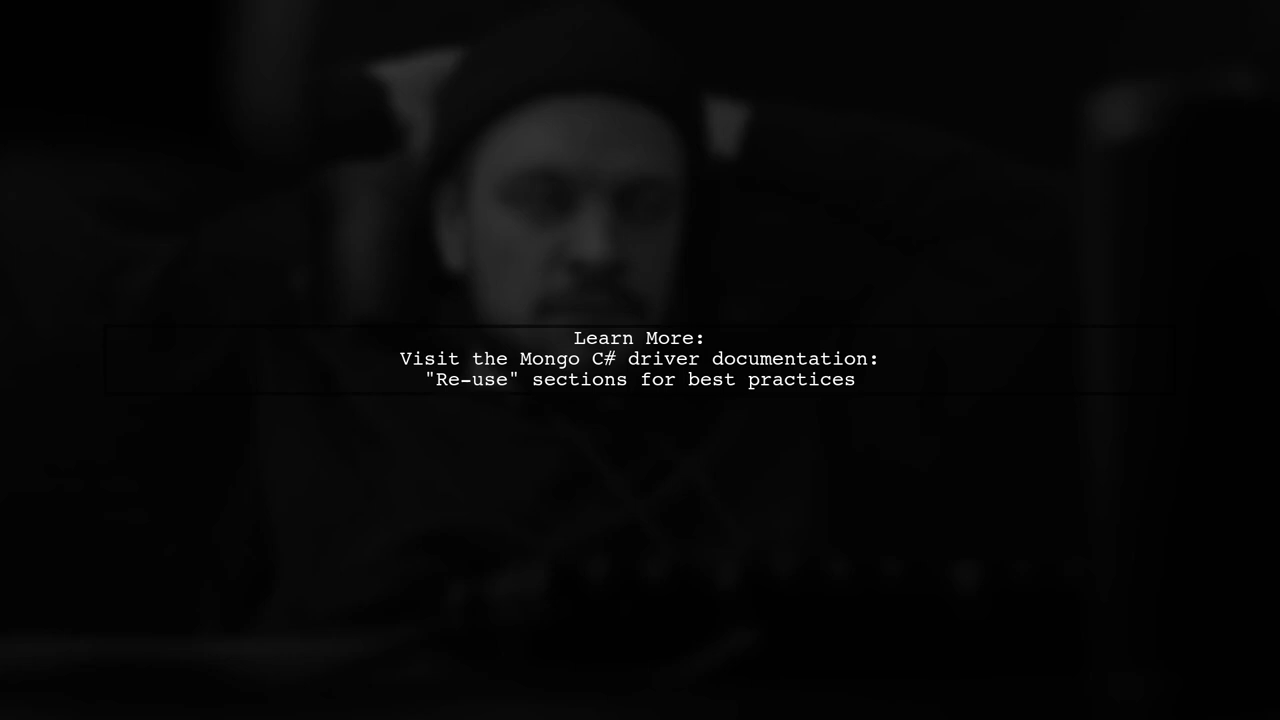 Learn More:
Visit the Mongo C# driver documentation:
"Re-use" sections for best practices